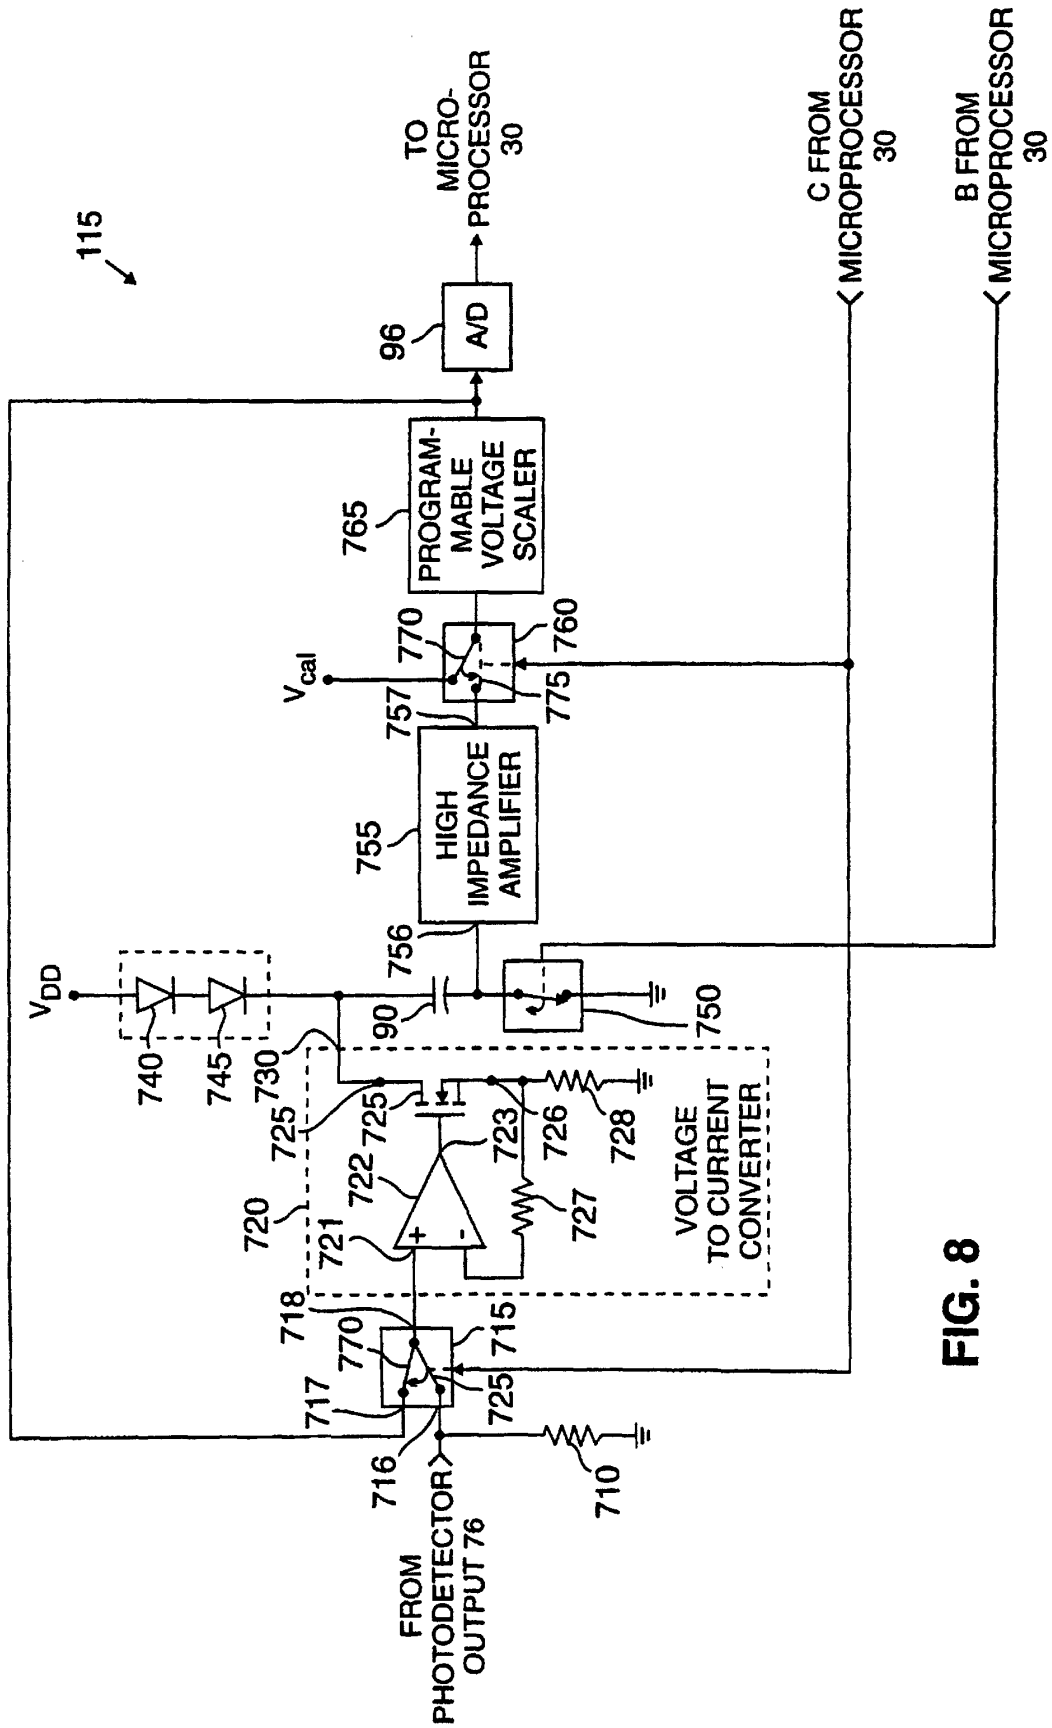 115
TO
MICRO-
PROCESSOR
30
96
A/D
765
PROGRAM-
MABLE
VOLTAGE
SCALER
Vcal
770
760
775
757
755
HIGH
IMPEDANCE
AMPLIFIER
756
VDD
740
745
730
90
750
C FROM
MICROPROCESSOR
30
B FROM
MICROPROCESSOR
30
720
725
725
722
723
721
+
-
726
728
727
VOLTAGE
TO CURRENT
CONVERTER
718
770
717
715
725
716
710
FROM
PHOTODETECTOR
OUTPUT 76
FIG. 8